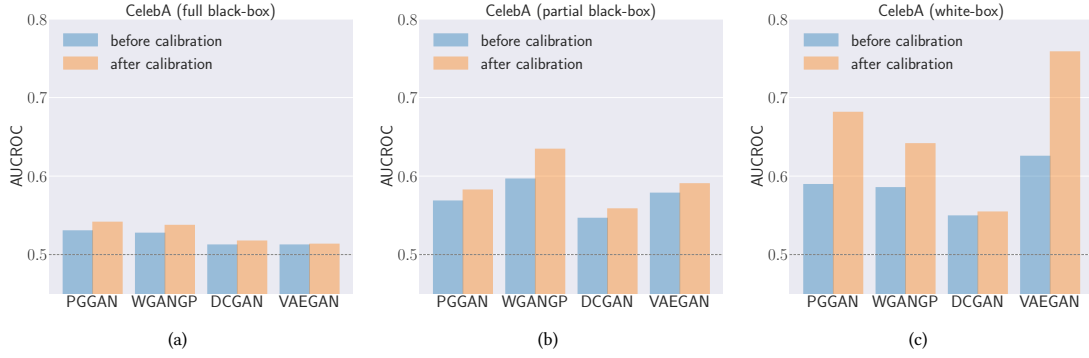 CelebA (full black-box)
0.8
0.7
0.6
0.5
AUCROC
before calibration
after calibration
PGGAN WGANGP DCGAN VAEGAN
(a)
CelebA (partial black-box)
0.8
0.7
0.6
0.5
AUCROC
before calibration
after calibration
PGGAN WGANGP DCGAN VAEGAN
(b)
CelebA (white-box)
0.8
0.7
0.6
0.5
AUCROC
before calibration
after calibration
PGGAN WGANGP DCGAN VAEGAN
(c)